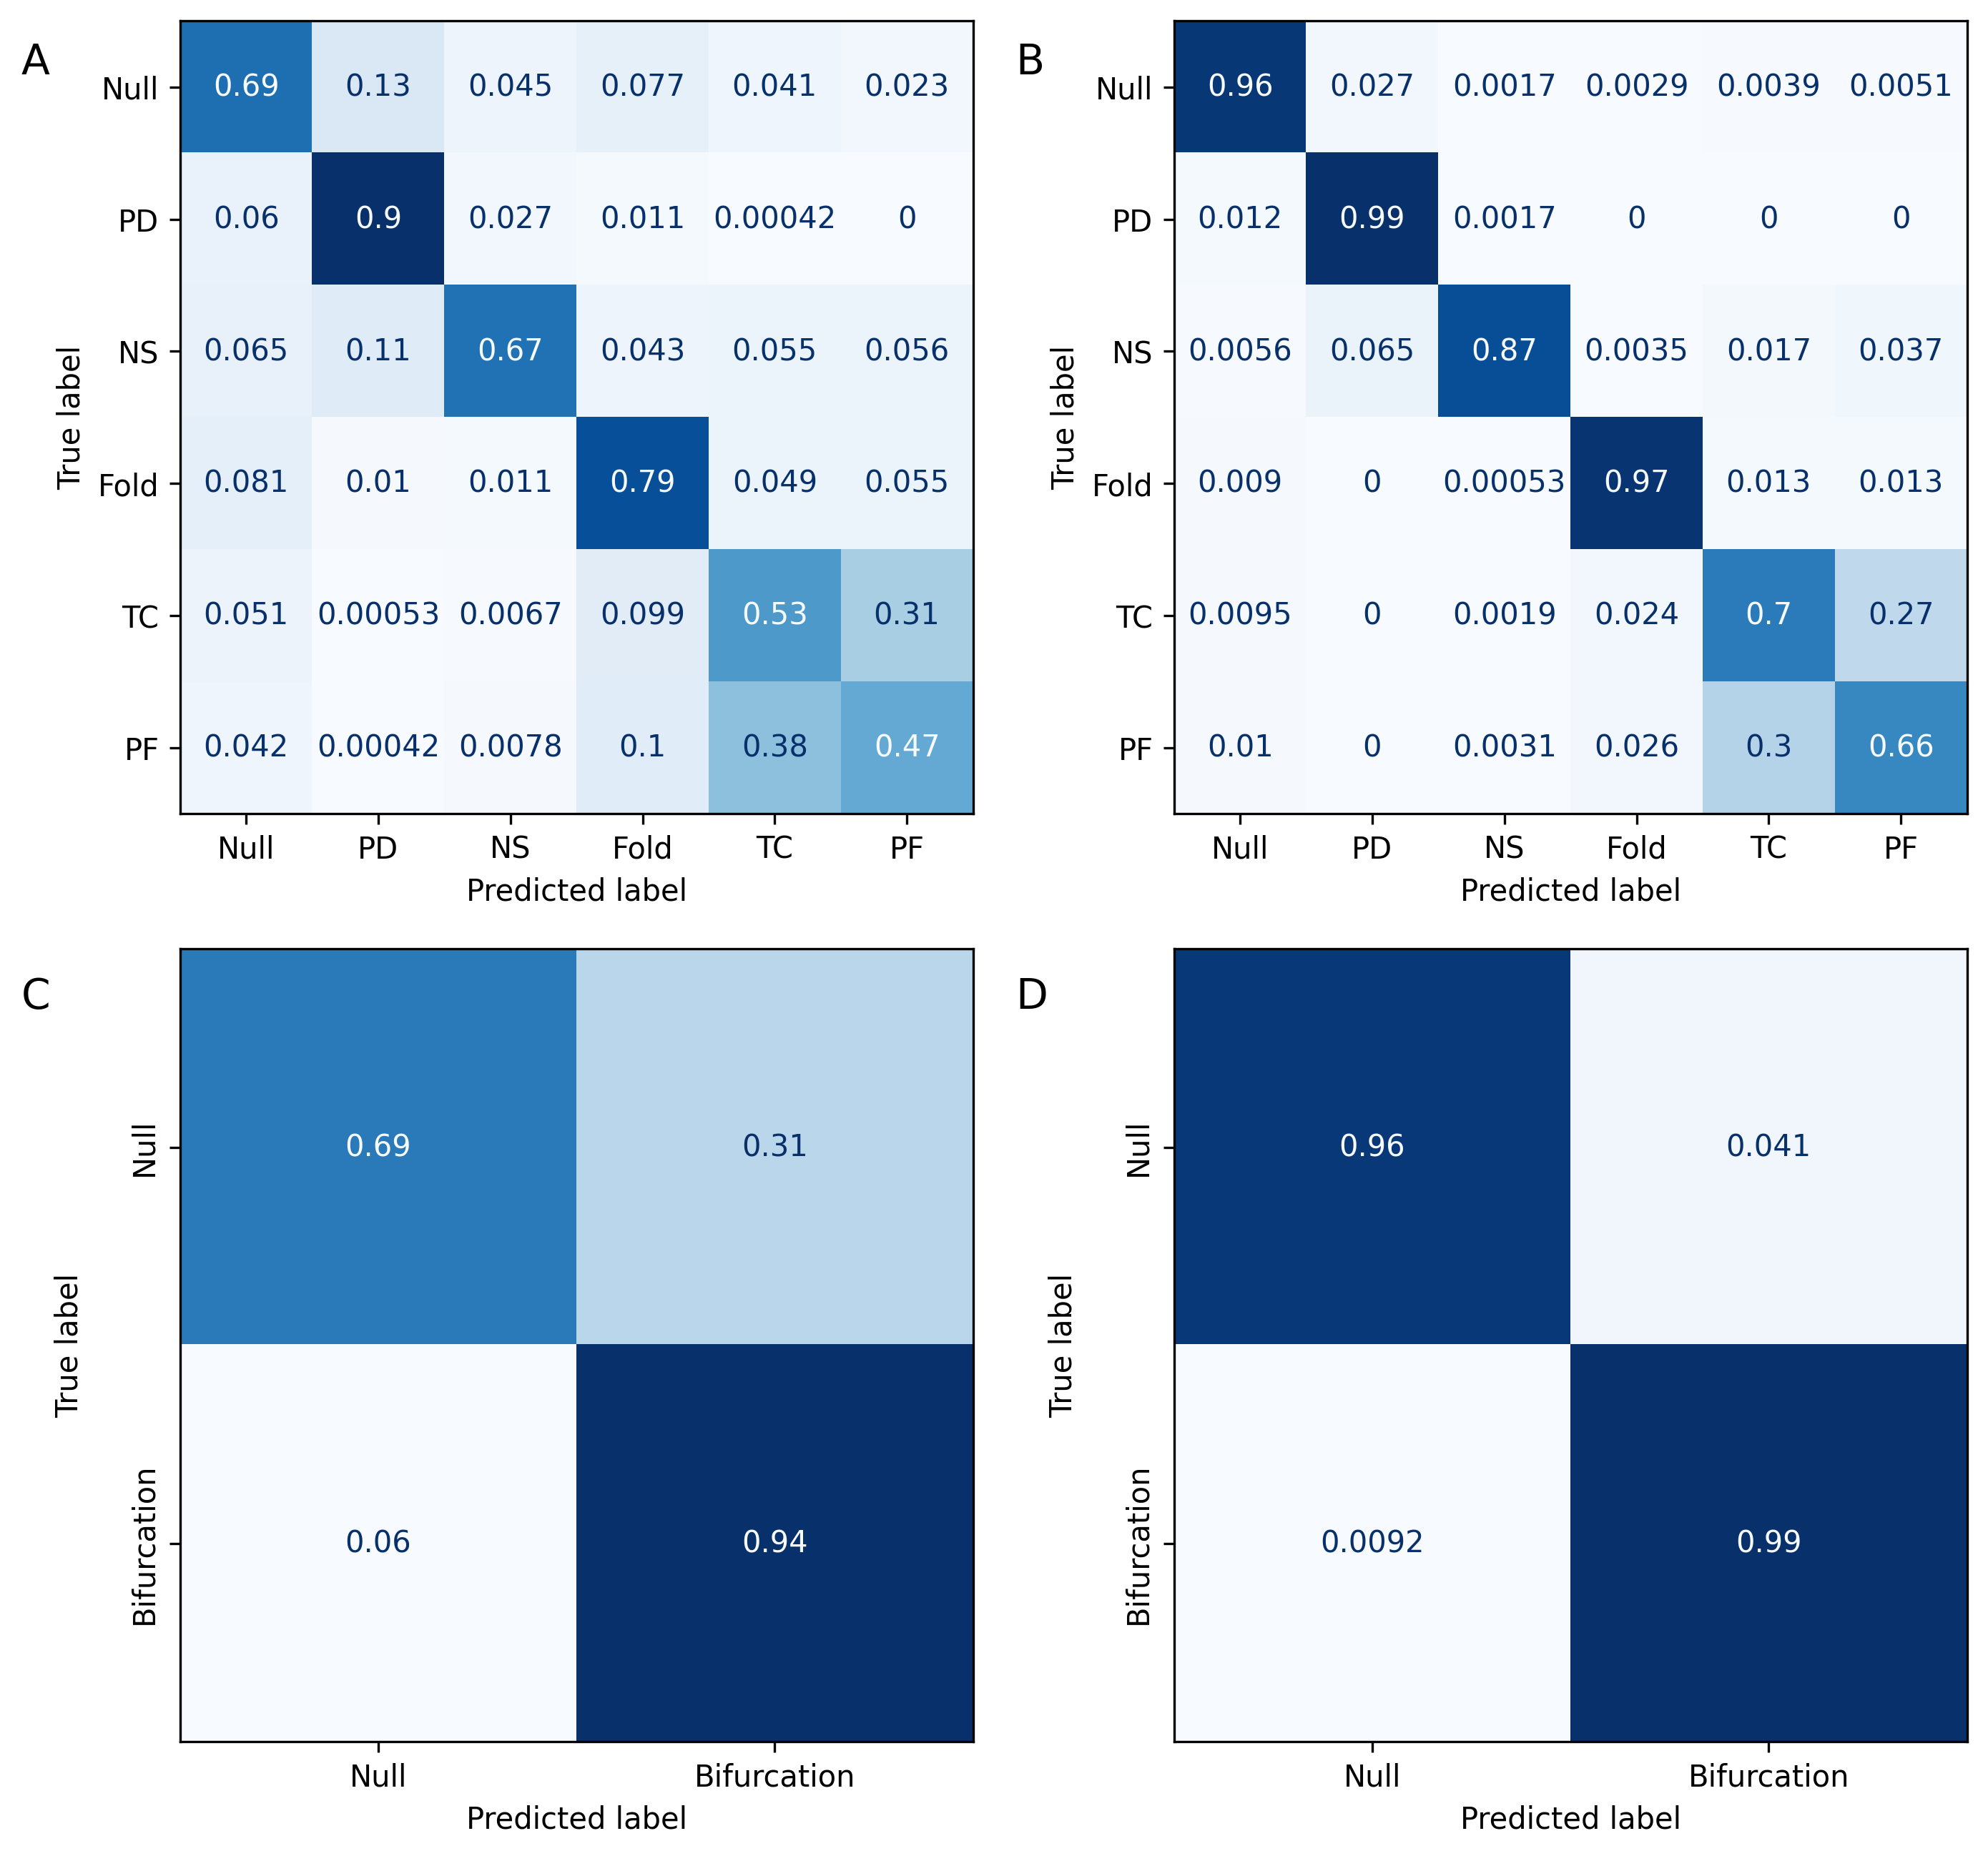 A
True label
Null 0.69 0.13 0.045 0.077 0.041 0.023
PD 0.06 0.9 0.027 0.011 0.00042 0
NS 0.065 0.11 0.67 0.043 0.055 0.056
Fold 0.081 0.01 0.011 0.79 0.049 0.055
TC 0.051 0.00053 0.0067 0.099 0.53 0.31
PF 0.042 0.00042 0.0078 0.1 0.38 0.47
Null PD NS Fold TC PF
Predicted label
B
True label
Null 0.96 0.027 0.0017 0.0029 0.0039 0.0051
PD 0.012 0.99 0.0017 0 0 0
NS 0.0056 0.065 0.87 0.0035 0.017 0.037
Fold 0.009 0 0.00053 0.97 0.013 0.013
TC 0.0095 0 0.0019 0.024 0.7 0.27
PF 0.01 0 0.0031 0.026 0.3 0.66
Null PD NS Fold TC PF
Predicted label
C
True label
Null 0.69 0.31
Bifurcation 0.06 0.94
Null Bifurcation
Predicted label
D
True label
Null 0.96 0.041
Bifurcation 0.0092 0.99
Null Bifurcation
Predicted label